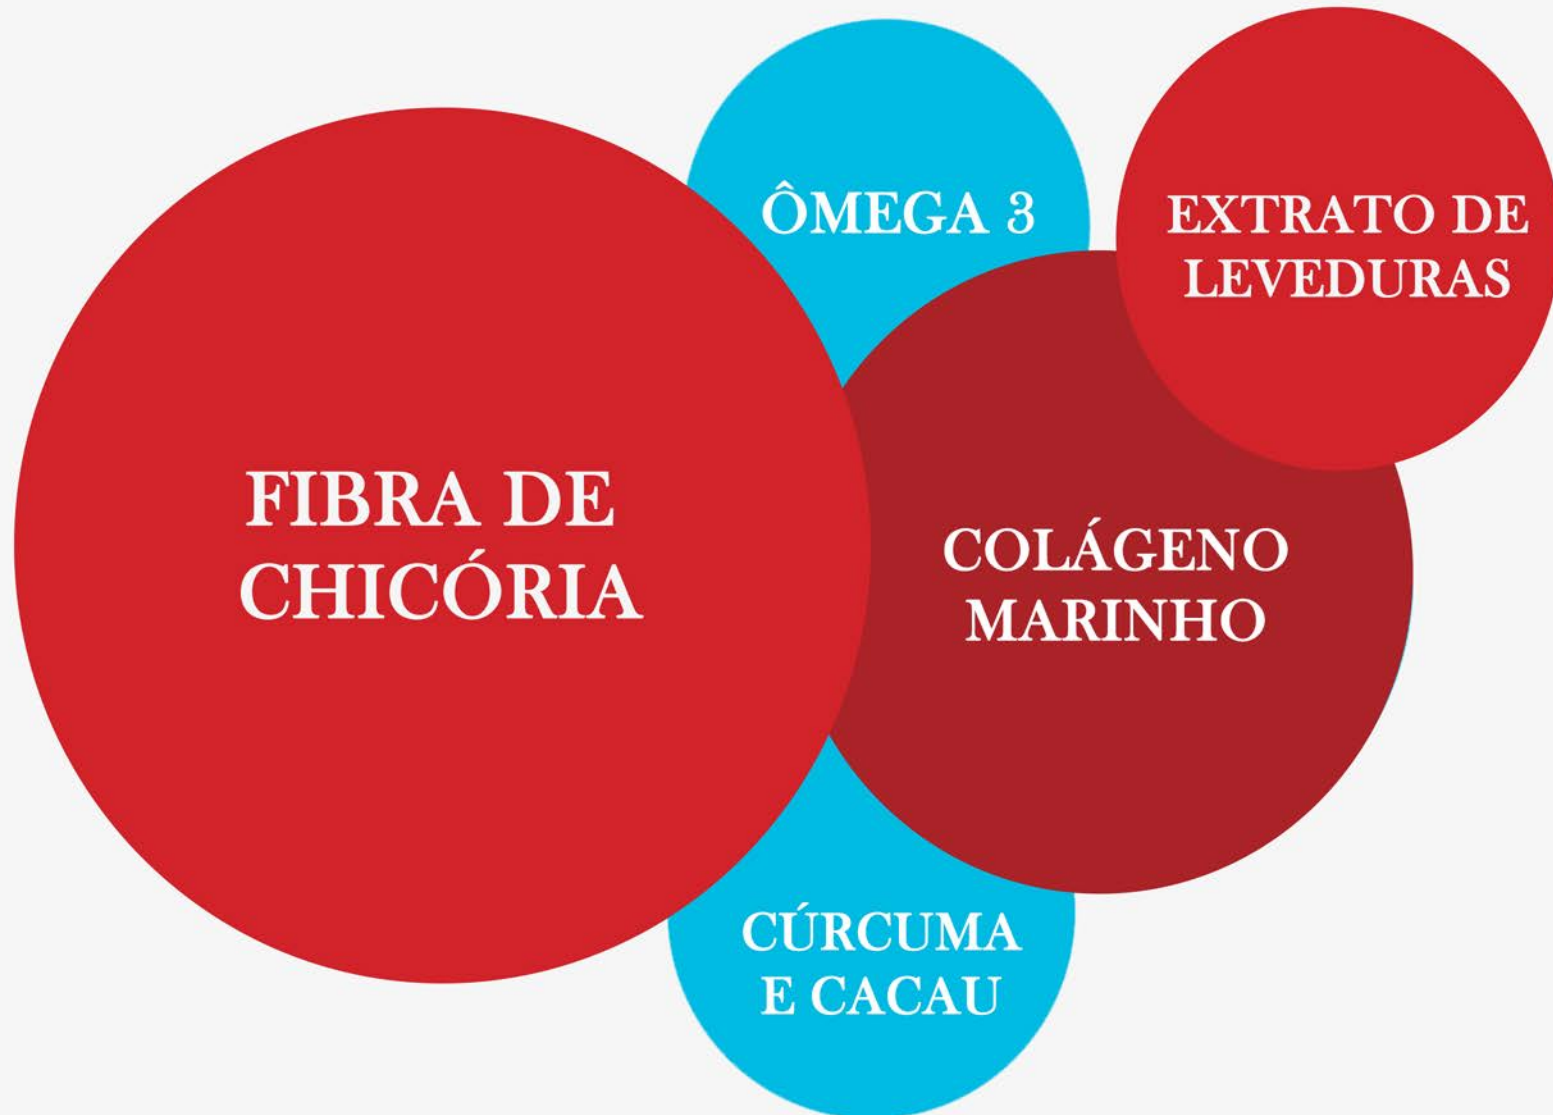 ÔMEGA 3
EXTRATO DE
LEVEDURAS
FIBRA DE
CHICÓRIA
COLÁGENO
MARINHO
CÚRCUMA
E CACAU